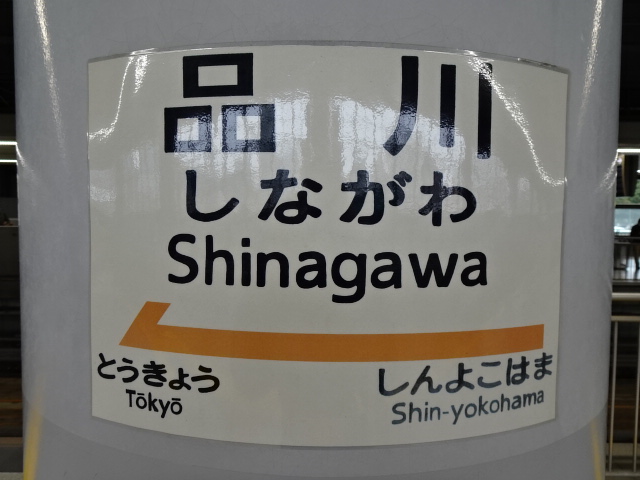 品川
しながわ
Shinagawa
とうきょう しんよこはま
Tōkyō Shin-yokohama